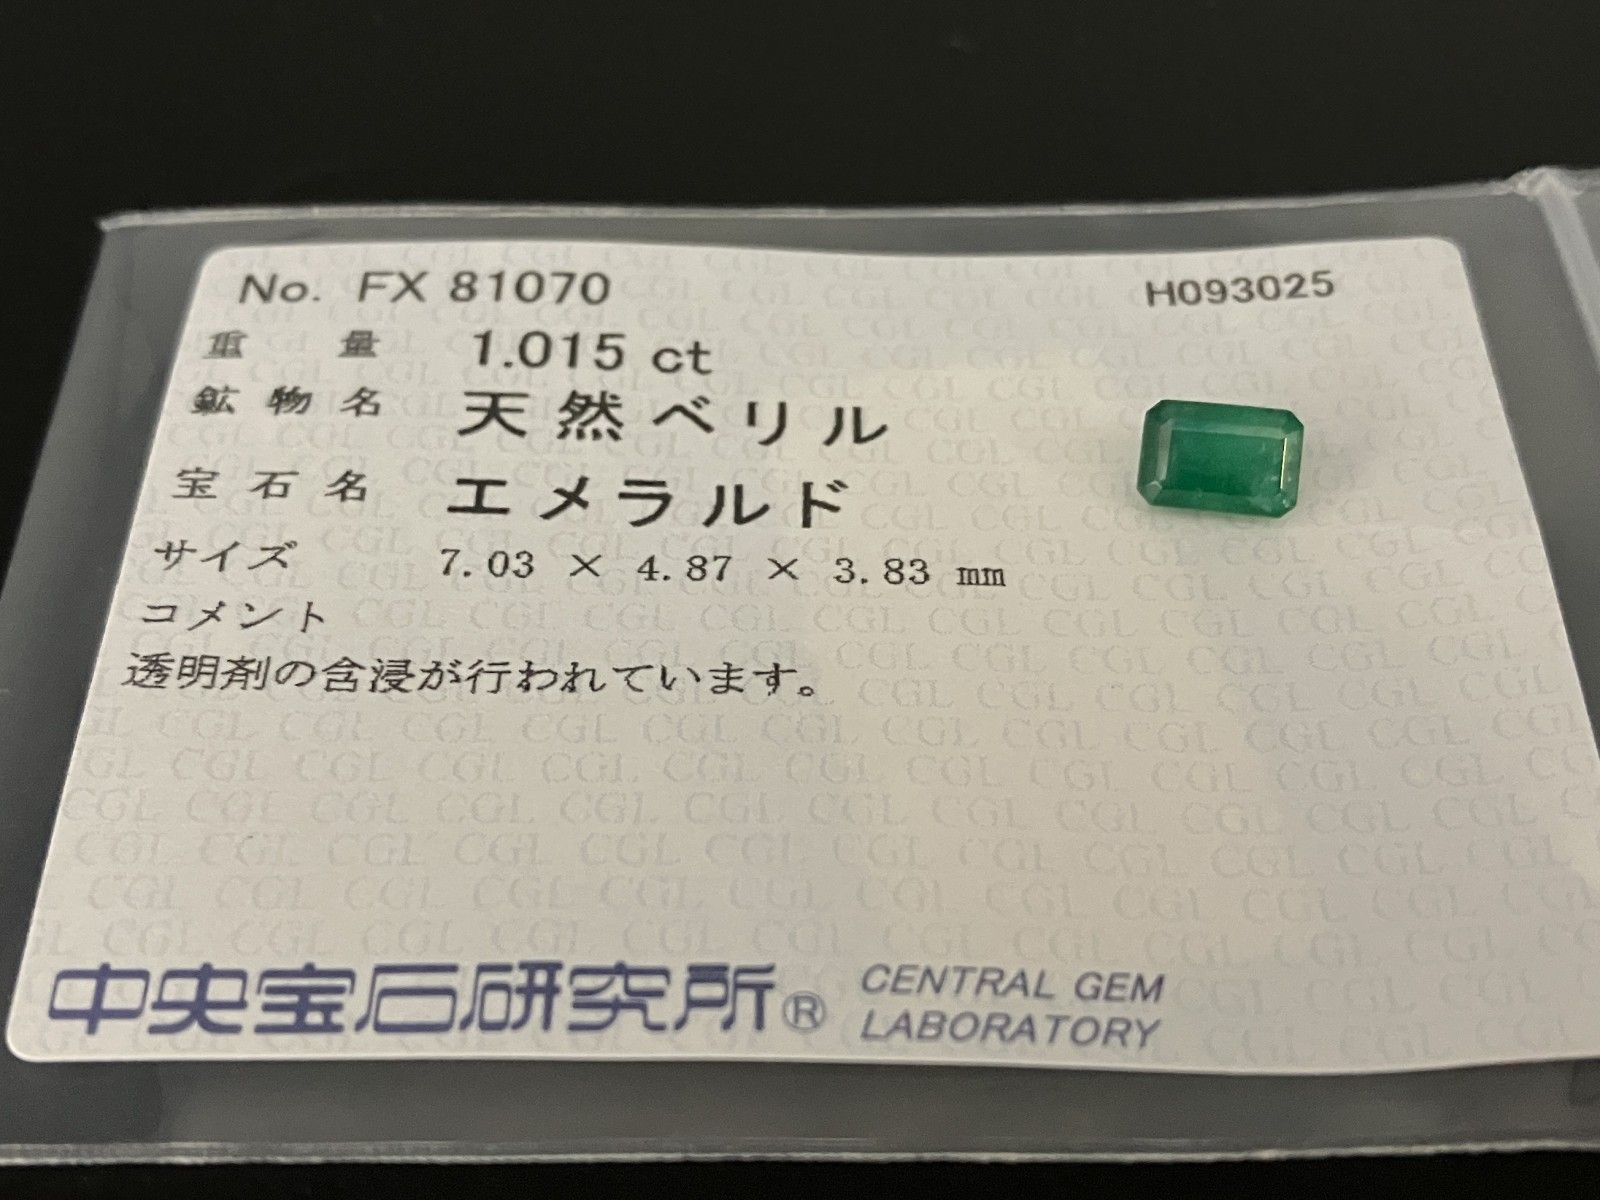 No. FX 81070 H093025
重量 1.015 ct
鉱物名 天然ベリル
宝石名 エメラルド
サイズ 7.03 × 4.87 × 3.83 mm
コメント
透明剤の含浸が行われています。
中央宝石研究所® CENTRAL GEM
LABORATORY